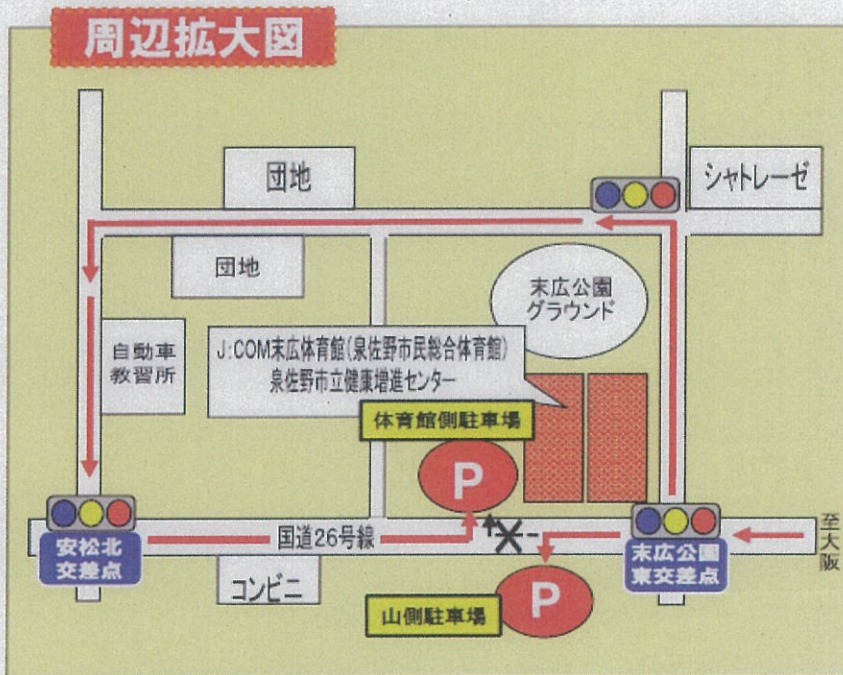 周辺拡大図
団地
シャトレーゼ
団地
末広公園
グラウンド
自動車
教習所
J:COM末広体育館(泉佐野市民総合体育館)
泉佐野市立健康増進センター
体育館側駐車場
P
安松北
交差点
国道26号線
末広公園
東交差点
至大阪
コンビニ
P
山側駐車場